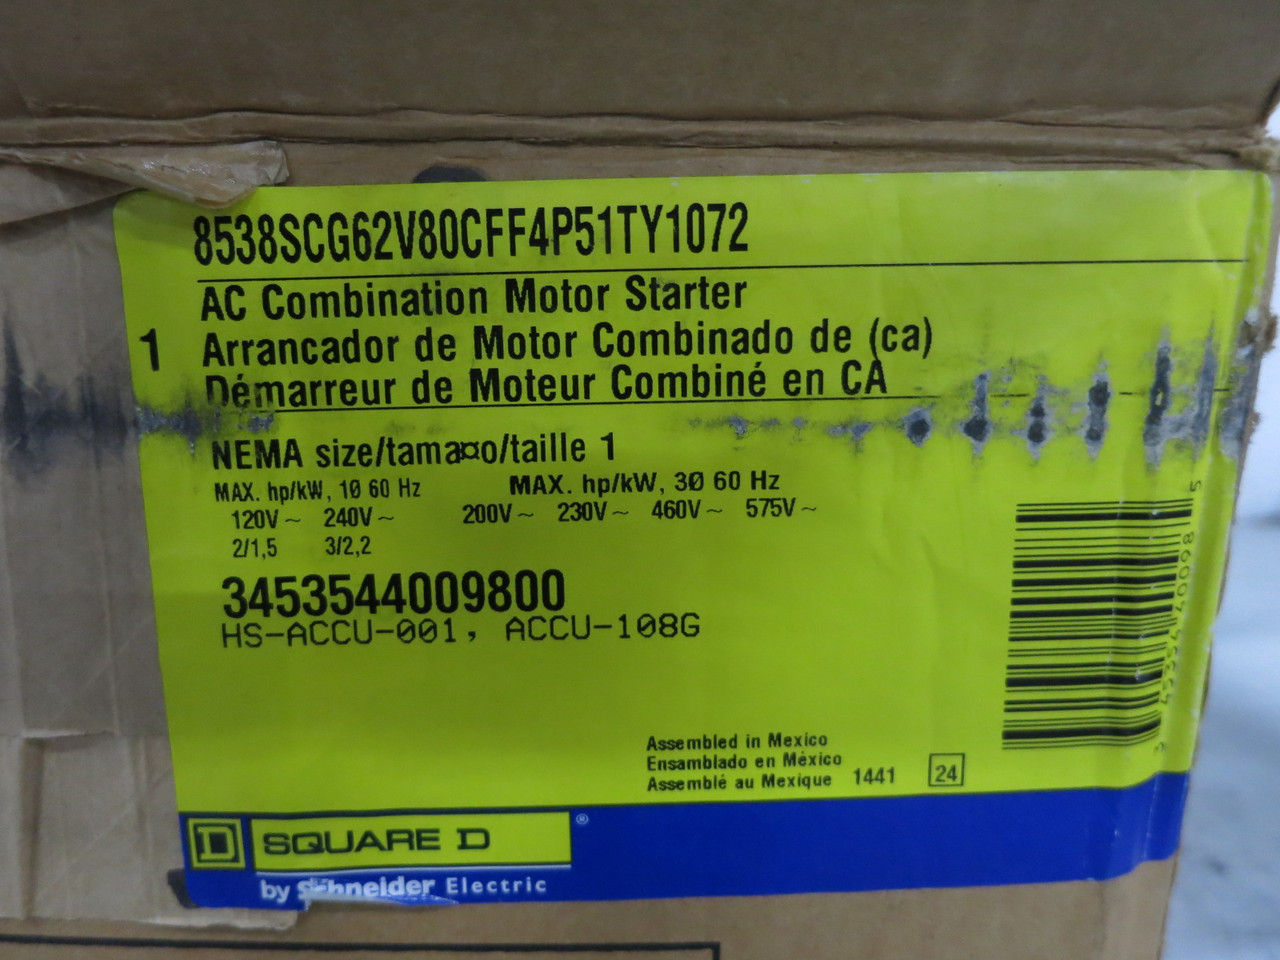 8538SCG62V80CFF4P51TY1072
AC Combination Motor Starter
1
Arrancador de Motor Combinado de (ca)
Démarreur de Moteur Combiné en CA
NEMA size/tama¤o/taille 1
MAX. hp/kW, 1Ø 60 Hz MAX. hp/kW, 3Ø 60 Hz
120V~ 240V~ 200V~ 230V~ 460V~ 575V~
2/1,5 3/2,2
3453544009800
HS-ACCU-001, ACCU-108G
Assembled in Mexico
Ensamblado en México
Assemblé au Mexique 1441 24
D SQUARE D ®
by Schneider Electric